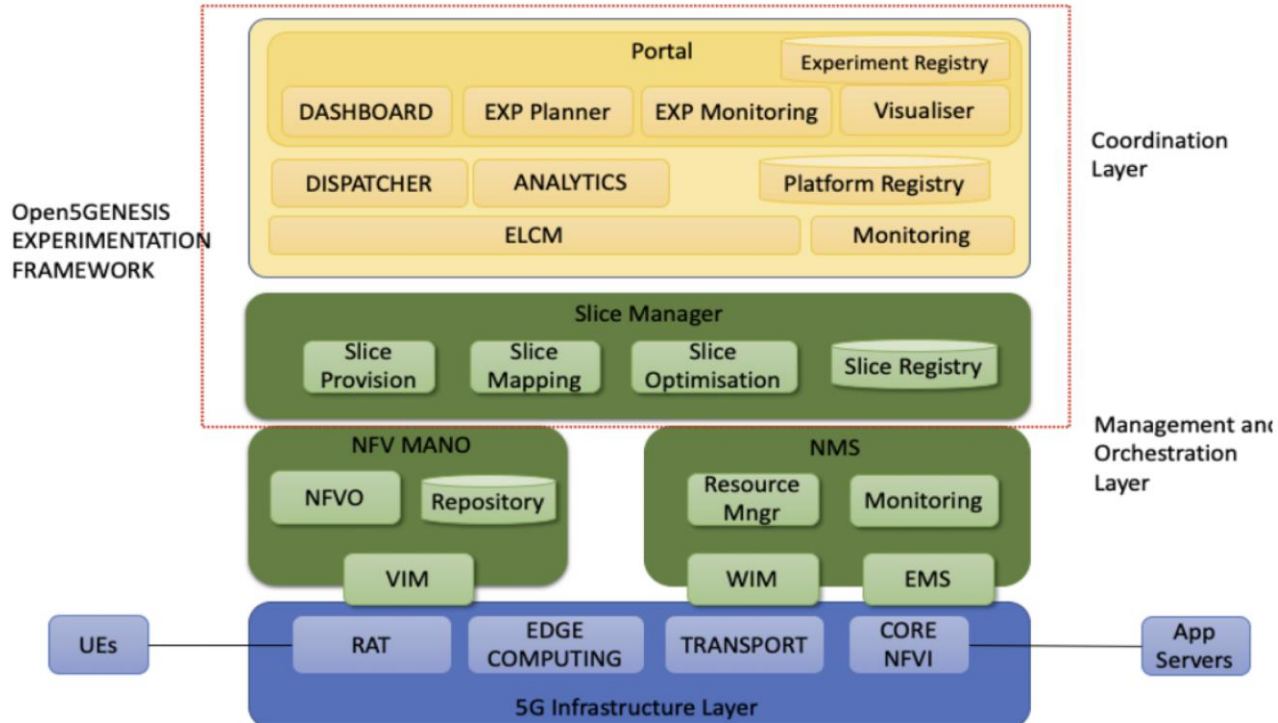 Portal
Experiment Registry
DASHBOARD
EXP Planner
EXP Monitoring
Visualiser
Coordination
Layer
DISPATCHER
ANALYTICS
Platform Registry
Open5GENESIS
EXPERIMENTATION
FRAMEWORK
ELCM
Monitoring
Slice Manager
Slice
Provision
Slice
Mapping
Slice
Optimisation
Slice Registry
Management and
Orchestration
Layer
NFV MANO
NFVO
Repository
VIM
NMS
Resource
Mngr
Monitoring
WIM
EMS
UEs
RAT
EDGE
COMPUTING
TRANSPORT
CORE
NFVI
App
Servers
5G Infrastructure Layer